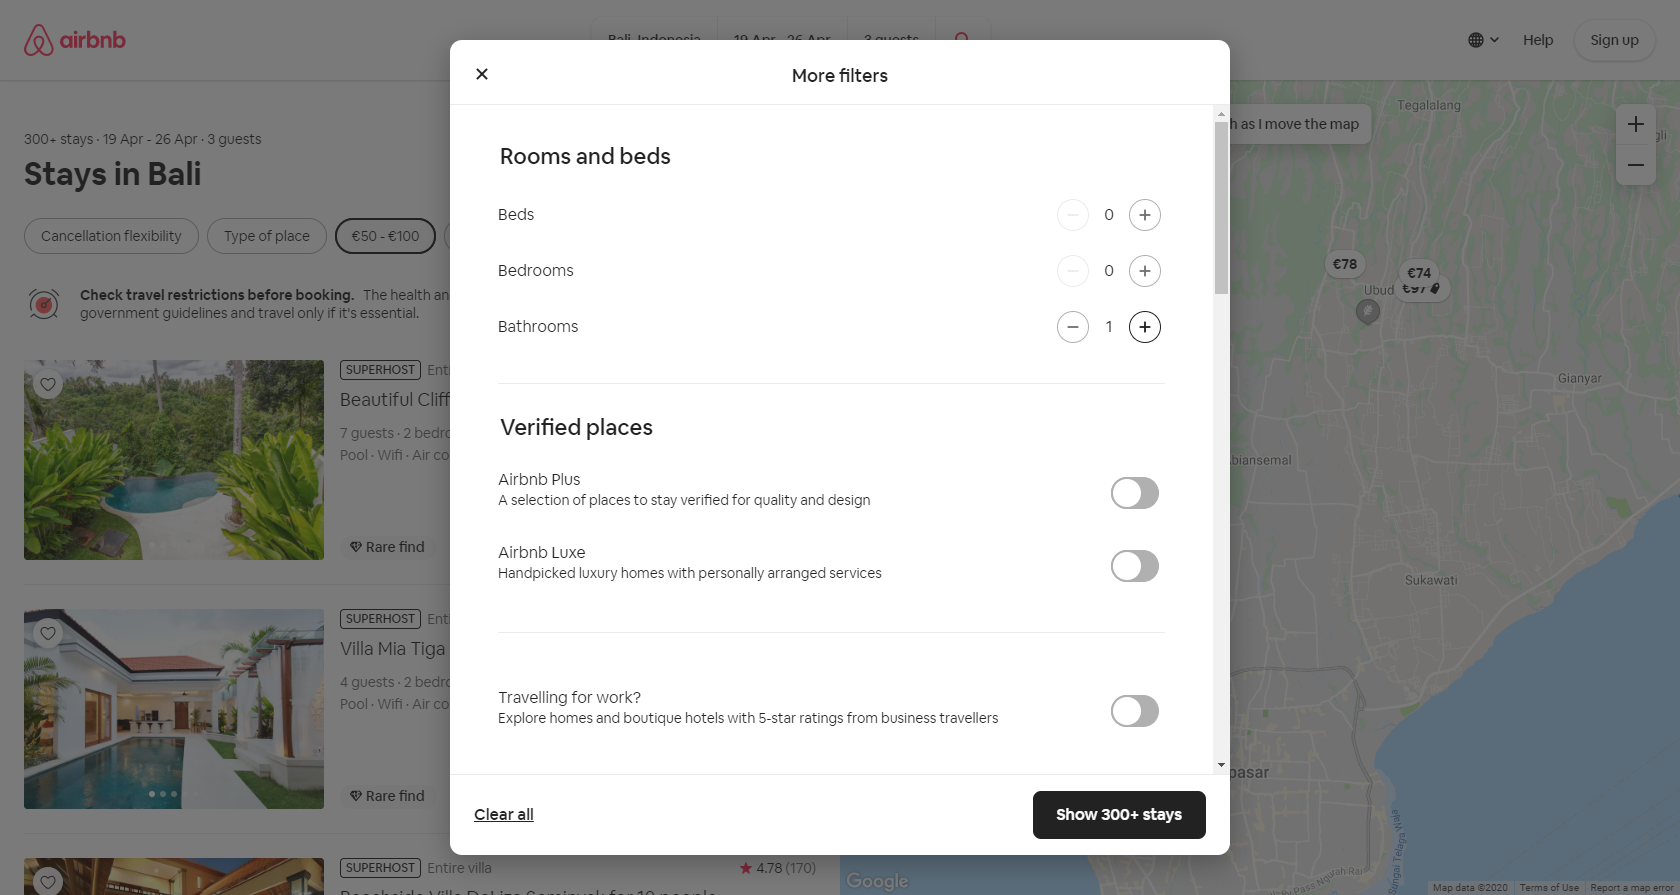 airbnb
Bali, Indonesia
19 Apr - 26 Apr
3 guests
Help
Sign up
300+ stays · 19 Apr - 26 Apr · 3 guests
Stays in Bali
Cancellation flexibility
Type of place
€50 - €100
Check travel restrictions before booking. The health an
government guidelines and travel only if it's essential.
SUPERHOST
Beautiful Cliff
7 guests · 2 bedro
Pool · Wifi · Air co
Rare find
SUPERHOST
Villa Mia Tiga
4 guests · 2 bedro
Pool · Wifi · Air co
Rare find
SUPERHOST Entire villa
4.78 (170)
More filters
Rooms and beds
Beds
0
Bedrooms
0
Bathrooms
1
Verified places
Airbnb Plus
A selection of places to stay verified for quality and design
Airbnb Luxe
Handpicked luxury homes with personally arranged services
Travelling for work?
Explore homes and boutique hotels with 5-star ratings from business travellers
Clear all
Show 300+ stays
h as I move the map
Tegalalang
€78
€74
€97
Ubud
Gianyar
biansemal
Sukawati
pasar
Google
Map data ©2020
Terms of Use
Report a map error